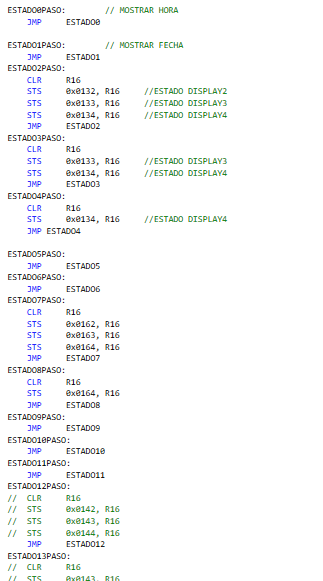 ESTADO0PASO:        // MOSTRAR HORA
    JMP     ESTADO0

ESTADO1PASO:        // MOSTRAR FECHA
    JMP     ESTADO1
ESTADO2PASO:
    CLR     R16
    STS     0x0132, R16     //ESTADO DISPLAY2
    STS     0x0133, R16     //ESTADO DISPLAY3
    STS     0x0134, R16     //ESTADO DISPLAY4
    JMP     ESTADO2
ESTADO3PASO:
    CLR     R16
    STS     0x0133, R16     //ESTADO DISPLAY3
    STS     0x0134, R16     //ESTADO DISPLAY4
    JMP     ESTADO3
ESTADO4PASO:
    CLR     R16
    STS     0x0134, R16     //ESTADO DISPLAY4
    JMP ESTADO4

ESTADO5PASO:
    JMP     ESTADO5
ESTADO6PASO:
    JMP     ESTADO6
ESTADO7PASO:
    CLR     R16
    STS     0x0162, R16
    STS     0x0163, R16
    STS     0x0164, R16
    JMP     ESTADO7
ESTADO8PASO:
    CLR     R16
    STS     0x0164, R16
    JMP     ESTADO8
ESTADO9PASO:
    JMP     ESTADO9
ESTADO10PASO:
    JMP     ESTADO10
ESTADO11PASO:
    JMP     ESTADO11
ESTADO12PASO:
//  CLR     R16
//  STS     0x0142, R16
//  STS     0x0143, R16
//  STS     0x0144, R16
    JMP     ESTADO12
ESTADO13PASO:
//  CLR     R16
//  STS     0x0143, R16